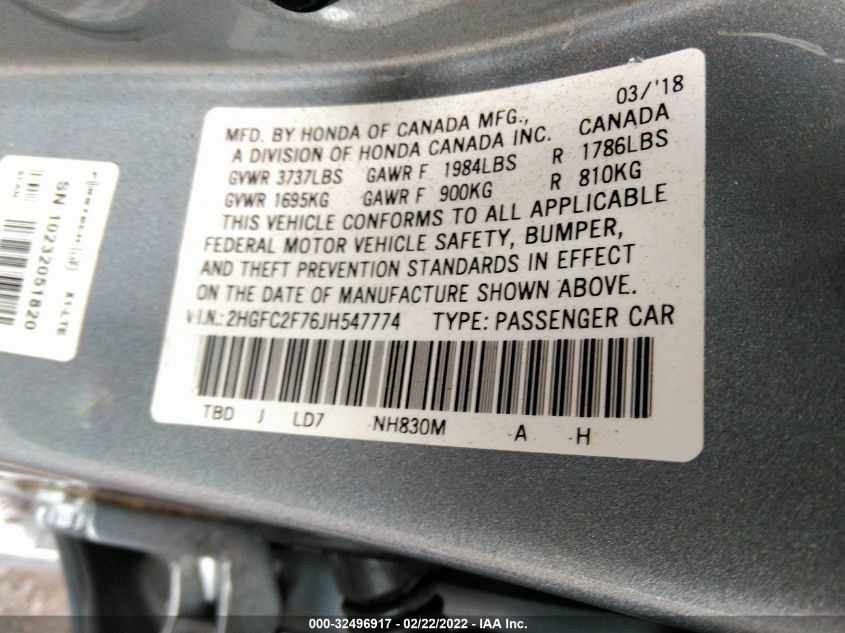 03/'18
MFD. BY HONDA OF CANADA MFG.,
A DIVISION OF HONDA CANADA INC. CANADA
GVWR 3737LBS GAWR F 1984LBS R 1786LBS
GVWR 1695KG GAWR F 900KG R 810KG
THIS VEHICLE CONFORMS TO ALL APPLICABLE
FEDERAL MOTOR VEHICLE SAFETY, BUMPER,
AND THEFT PREVENTION STANDARDS IN EFFECT
ON THE DATE OF MANUFACTURE SHOWN ABOVE.
V.I.N.: 2HGFC2F76JH547774 TYPE: PASSENGER CAR
TBD J LD7 NH830M A H
X1-LTE
SN 10232051820
000-32496917 - 02/22/2022 - IAA Inc.